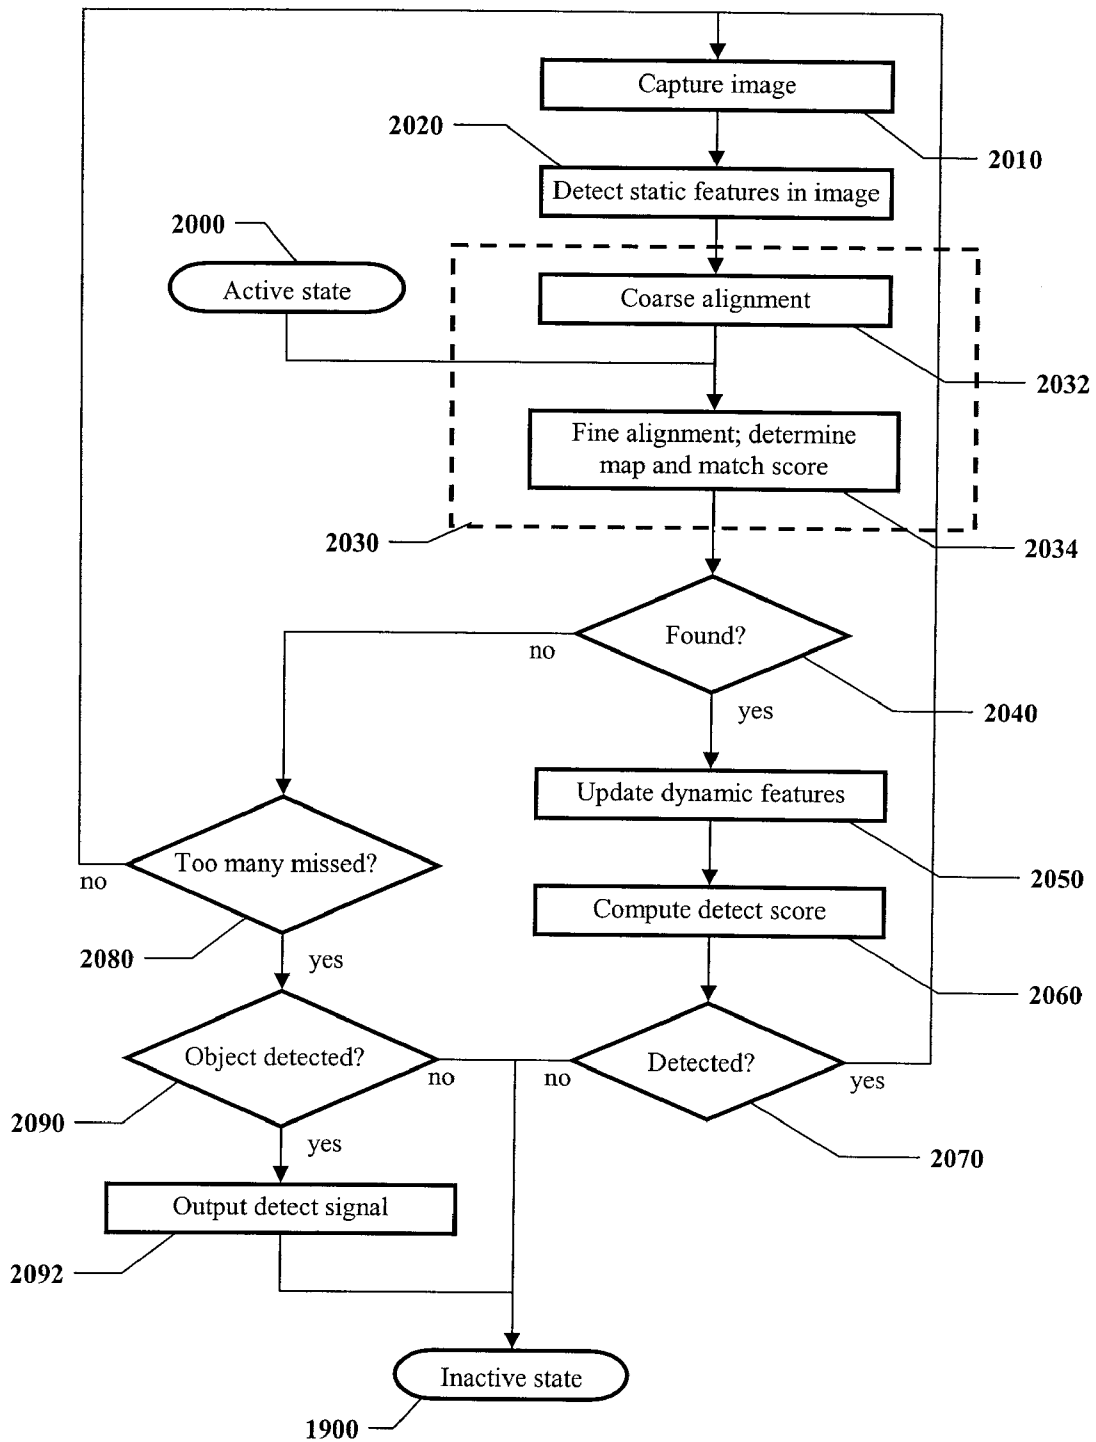 Capture image
2020
2010
Detect static features in image
2000
Active state
Coarse alignment
2032
Fine alignment; determine
map and match score
2030
2034
Found?
no
yes
2040
Update dynamic features
Too many missed?
no
2050
Compute detect score
2080
yes
2060
Object detected?
no
no
Detected?
yes
2090
yes
2070
Output detect signal
2092
Inactive state
1900